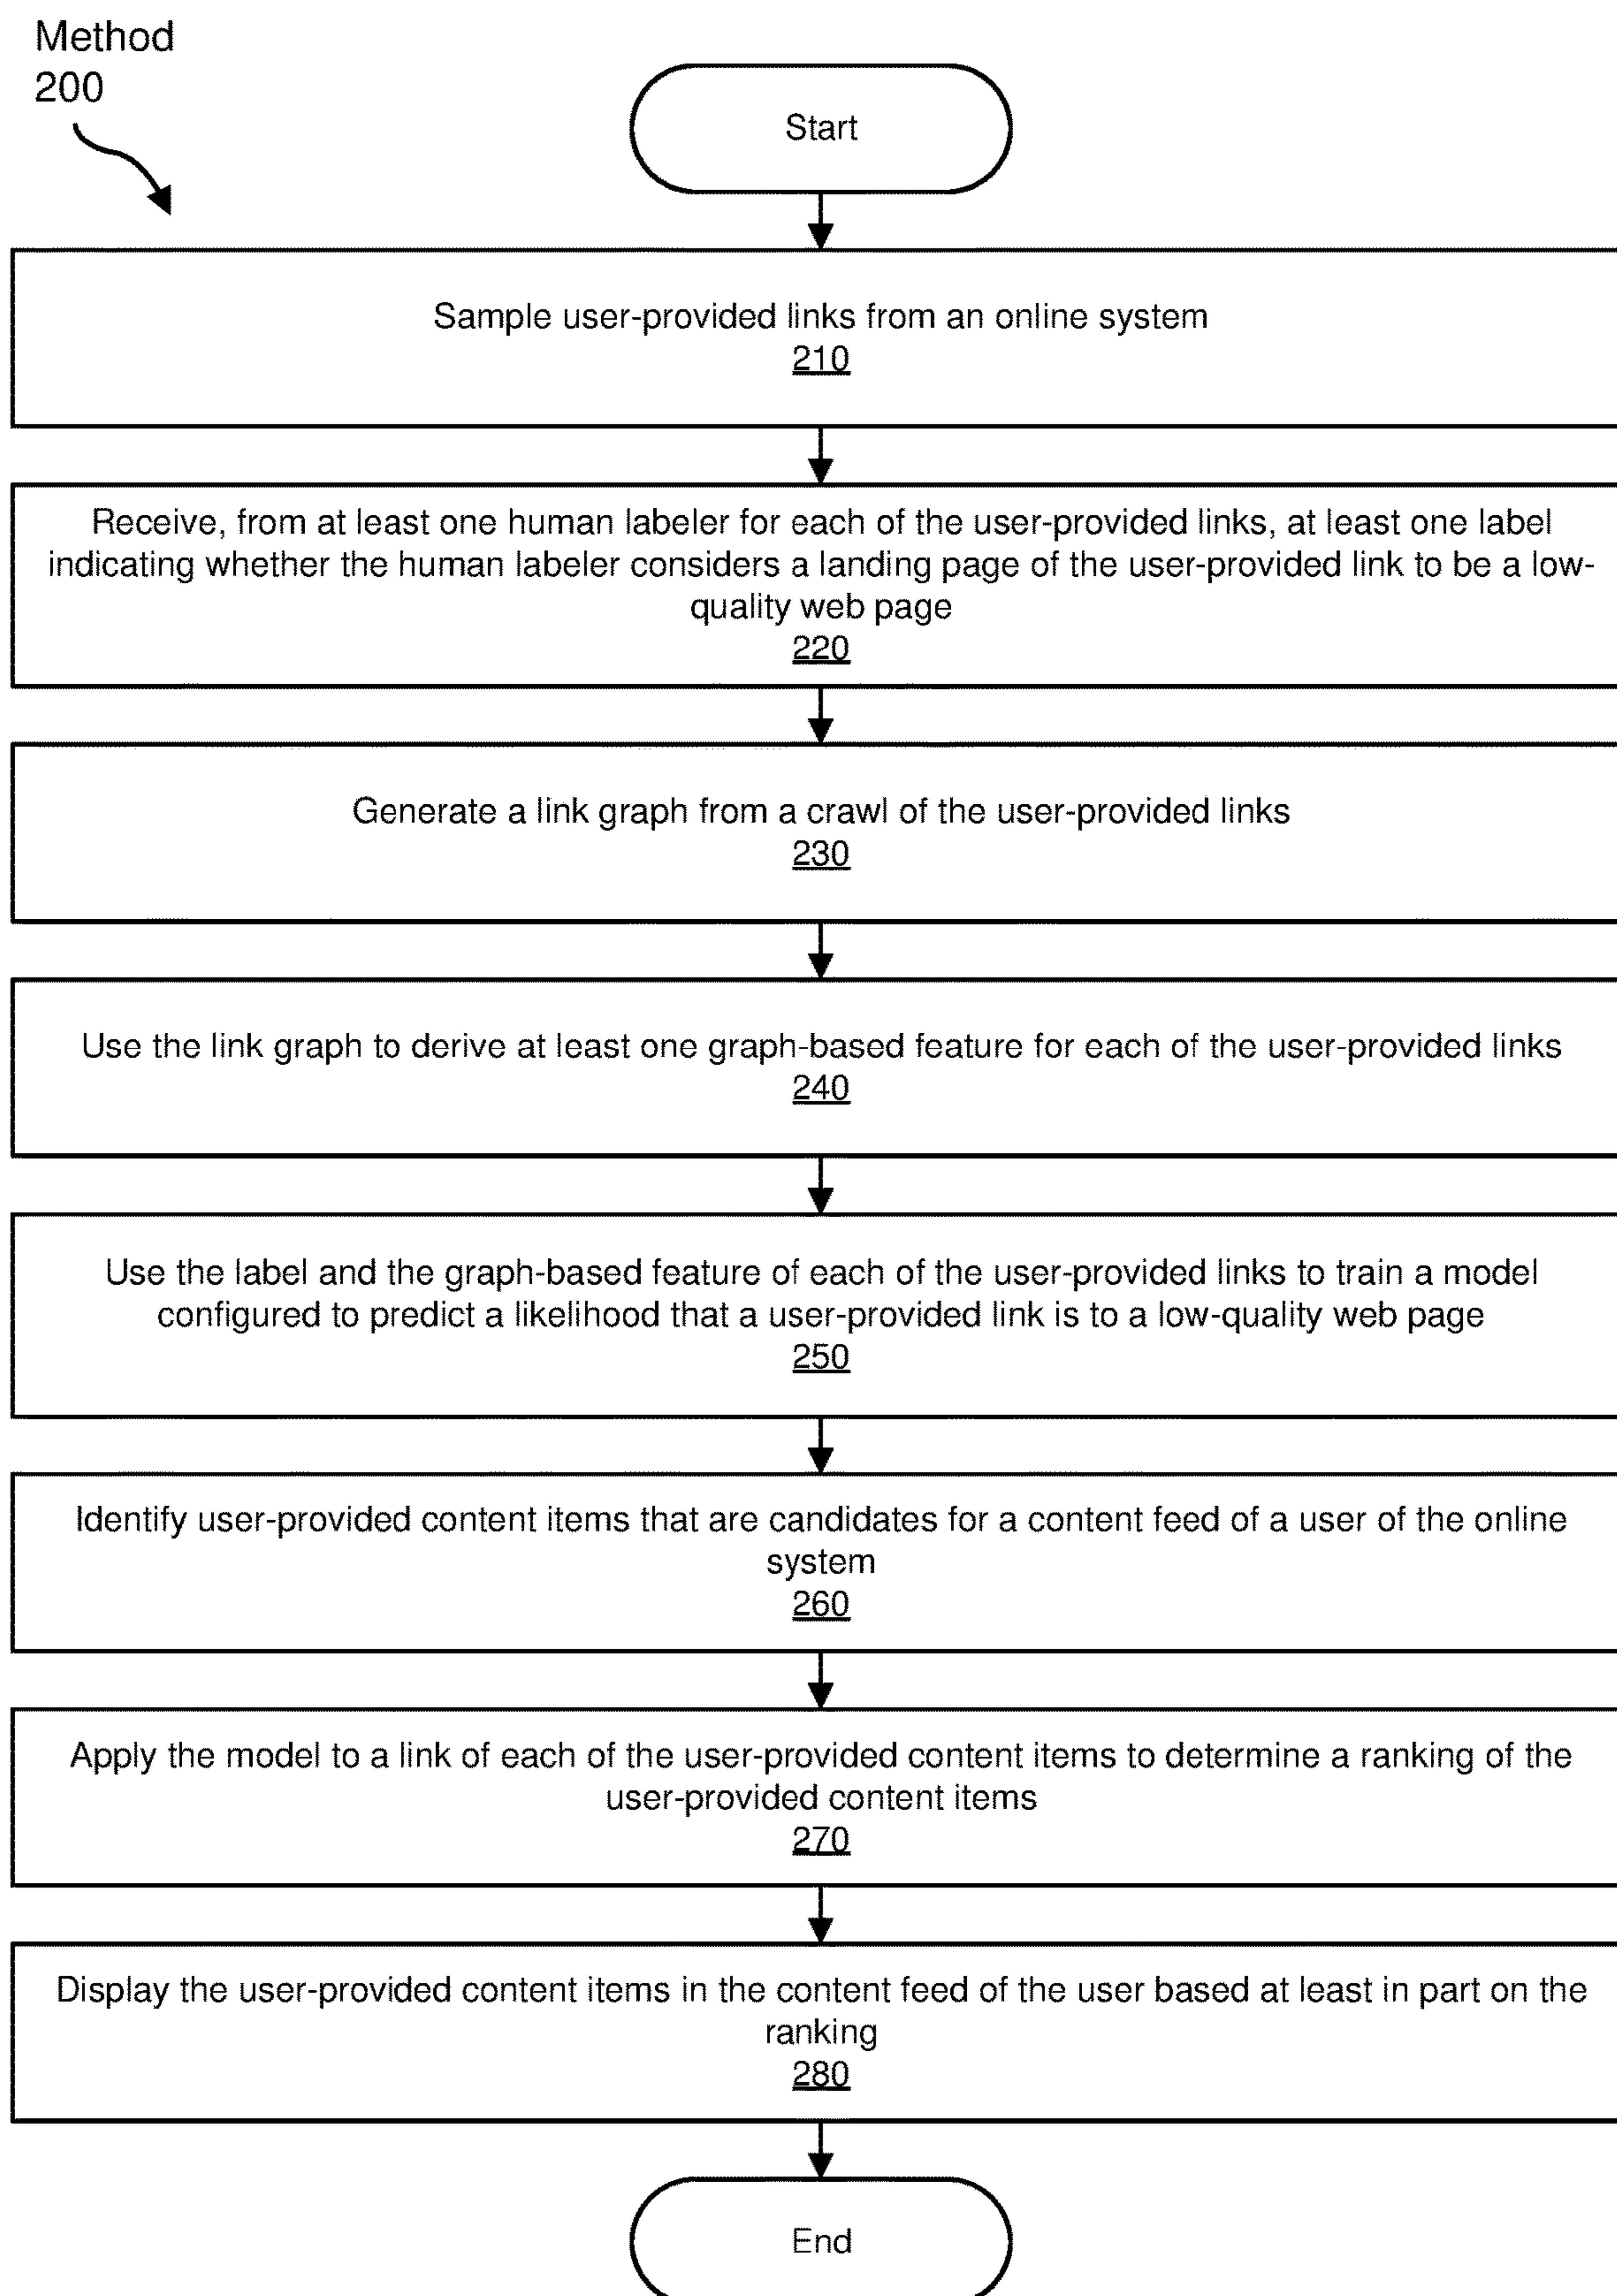 Method
200
Start
Sample user-provided links from an online system
210
Receive, from at least one human labeler for each of the user-provided links, at least one label
indicating whether the human labeler considers a landing page of the user-provided link to be a low-
quality web page
220
Generate a link graph from a crawl of the user-provided links
230
Use the link graph to derive at least one graph-based feature for each of the user-provided links
240
Use the label and the graph-based feature of each of the user-provided links to train a model
configured to predict a likelihood that a user-provided link is to a low-quality web page
250
Identify user-provided content items that are candidates for a content feed of a user of the online
system
260
Apply the model to a link of each of the user-provided content items to determine a ranking of the
user-provided content items
270
Display the user-provided content items in the content feed of the user based at least in part on the
ranking
280
End